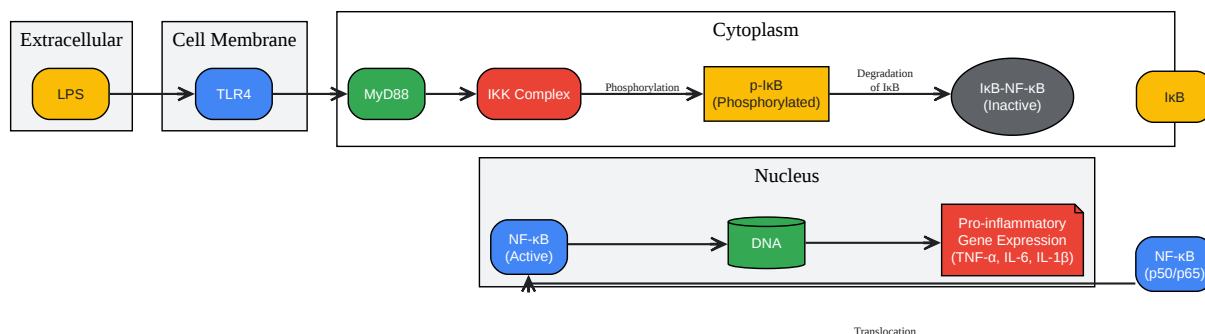 Extracellular
Cell Membrane
Cytoplasm
LPS
TLR4
MyD88
IKK Complex
Phosphorylation
p-IκB
(Phosphorylated)
Degradation
of IκB
IκB-NF-κB
(Inactive)
IκB
Nucleus
NF-κB
(Active)
DNA
Pro-inflammatory
Gene Expression
(TNF-α, IL-6, IL-1β)
NF-κB
(p50/p65)
Translocation